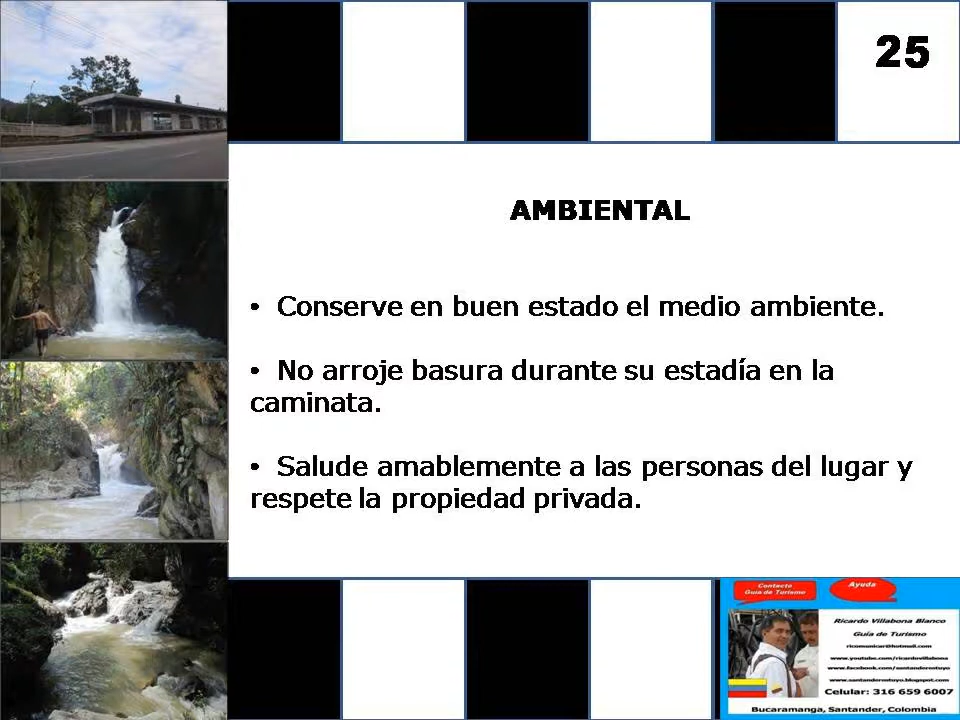 25
AMBIENTAL
• Conserve en buen estado el medio ambiente.
• No arroje basura durante su estadía en la
caminata.
• Salude amablemente a las personas del lugar y
respete la propiedad privada.
Contacto
Guia de Turismo
Ayuda
Ricardo Villabona Blanco
Guía de Turismo
ricomunicar@hotmail.com
www.youtube.com/ricardovillabona
www.facebook.com/santanderentuyo
www.santanderentuyo.blogspot.com
Celular: 316 659 6007
Bucaramanga, Santander, Colombia